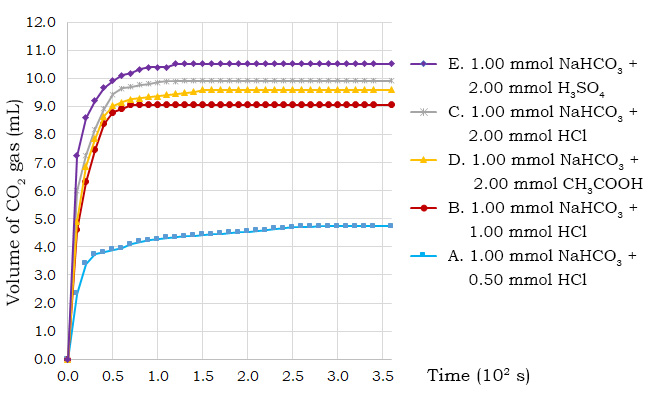 Volume of CO₂ gas (mL)
12.0
11.0
10.0
9.0
8.0
7.0
6.0
5.0
4.0
3.0
2.0
1.0
0.0
0.0 0.5 1.0 1.5 2.0 2.5 3.0 3.5
Time (10² s)
E. 1.00 mmol NaHCO₃ +
2.00 mmol H₃SO₄
C. 1.00 mmol NaHCO₃ +
2.00 mmol HCl
D. 1.00 mmol NaHCO₃ +
2.00 mmol CH₃COOH
B. 1.00 mmol NaHCO₃ +
1.00 mmol HCl
A. 1.00 mmol NaHCO₃ +
0.50 mmol HCl